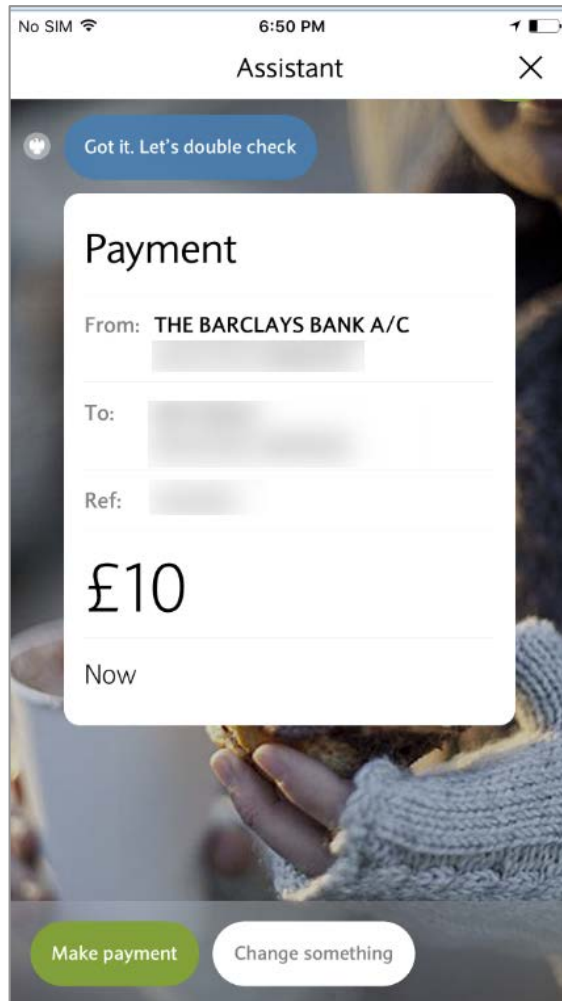 No SIM 6:50 PM
Assistant
Got it. Let's double check
Payment
From: THE BARCLAYS BANK A/C
To:
Ref:
£10
Now
Make payment
Change something